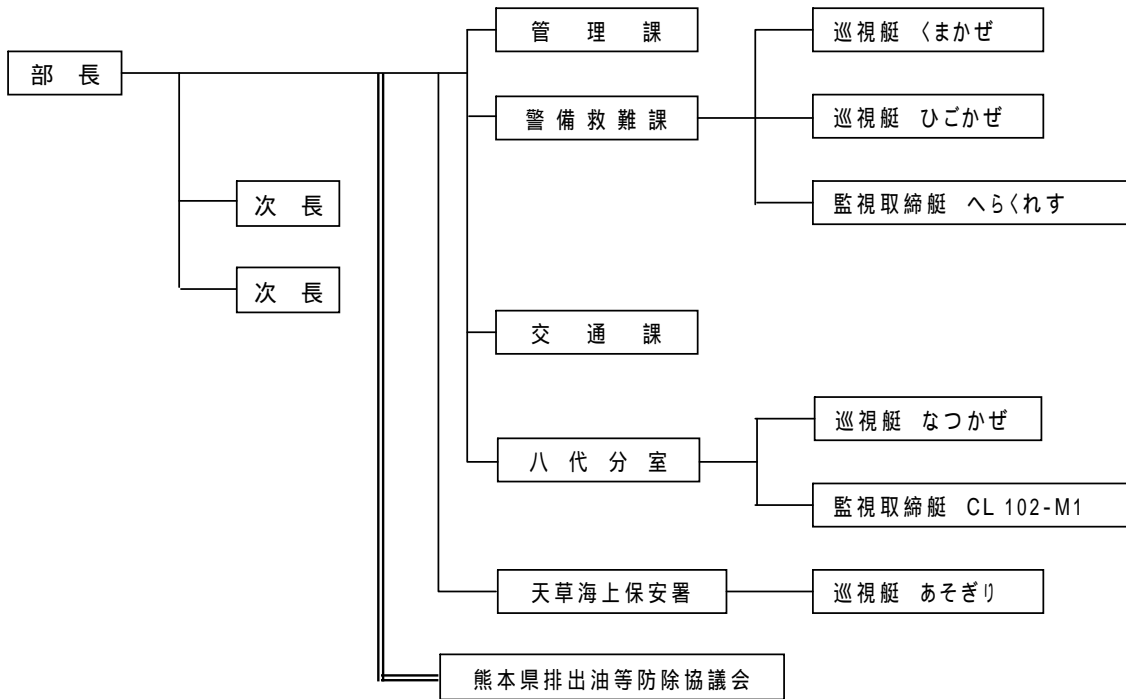 部長
次長
次長
管理課
警備救難課
巡視艇 くまかぜ
巡視艇 ひごかぜ
監視取締艇 へらくれす
交通課
八代分室
巡視艇 なつかぜ
監視取締艇 CL 102-M1
天草海上保安署
巡視艇 あそぎり
熊本県排出油等防除協議会